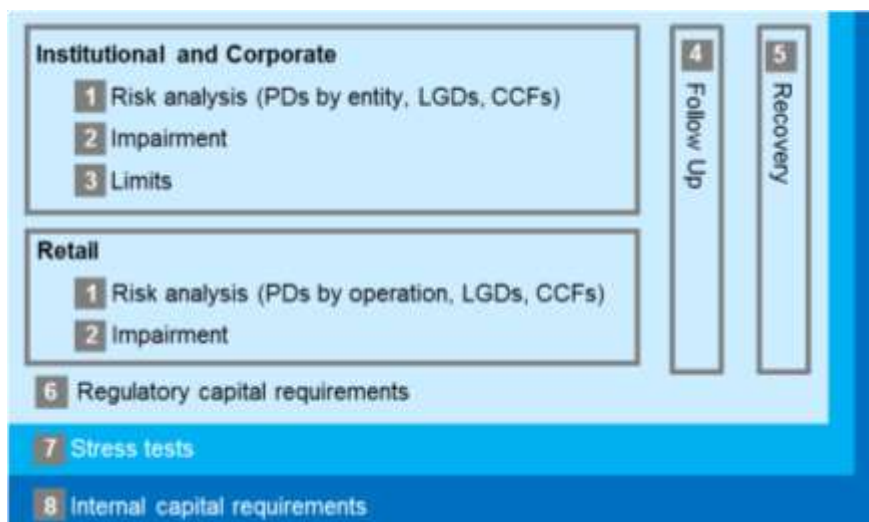 Institutional and Corporate
1 Risk analysis (PDs by entity, LGDs, CCFs)
2 Impairment
3 Limits
4 Follow Up
5 Recovery
Retail
1 Risk analysis (PDs by operation, LGDs, CCFs)
2 Impairment
6 Regulatory capital requirements
7 Stress tests
8 Internal capital requirements